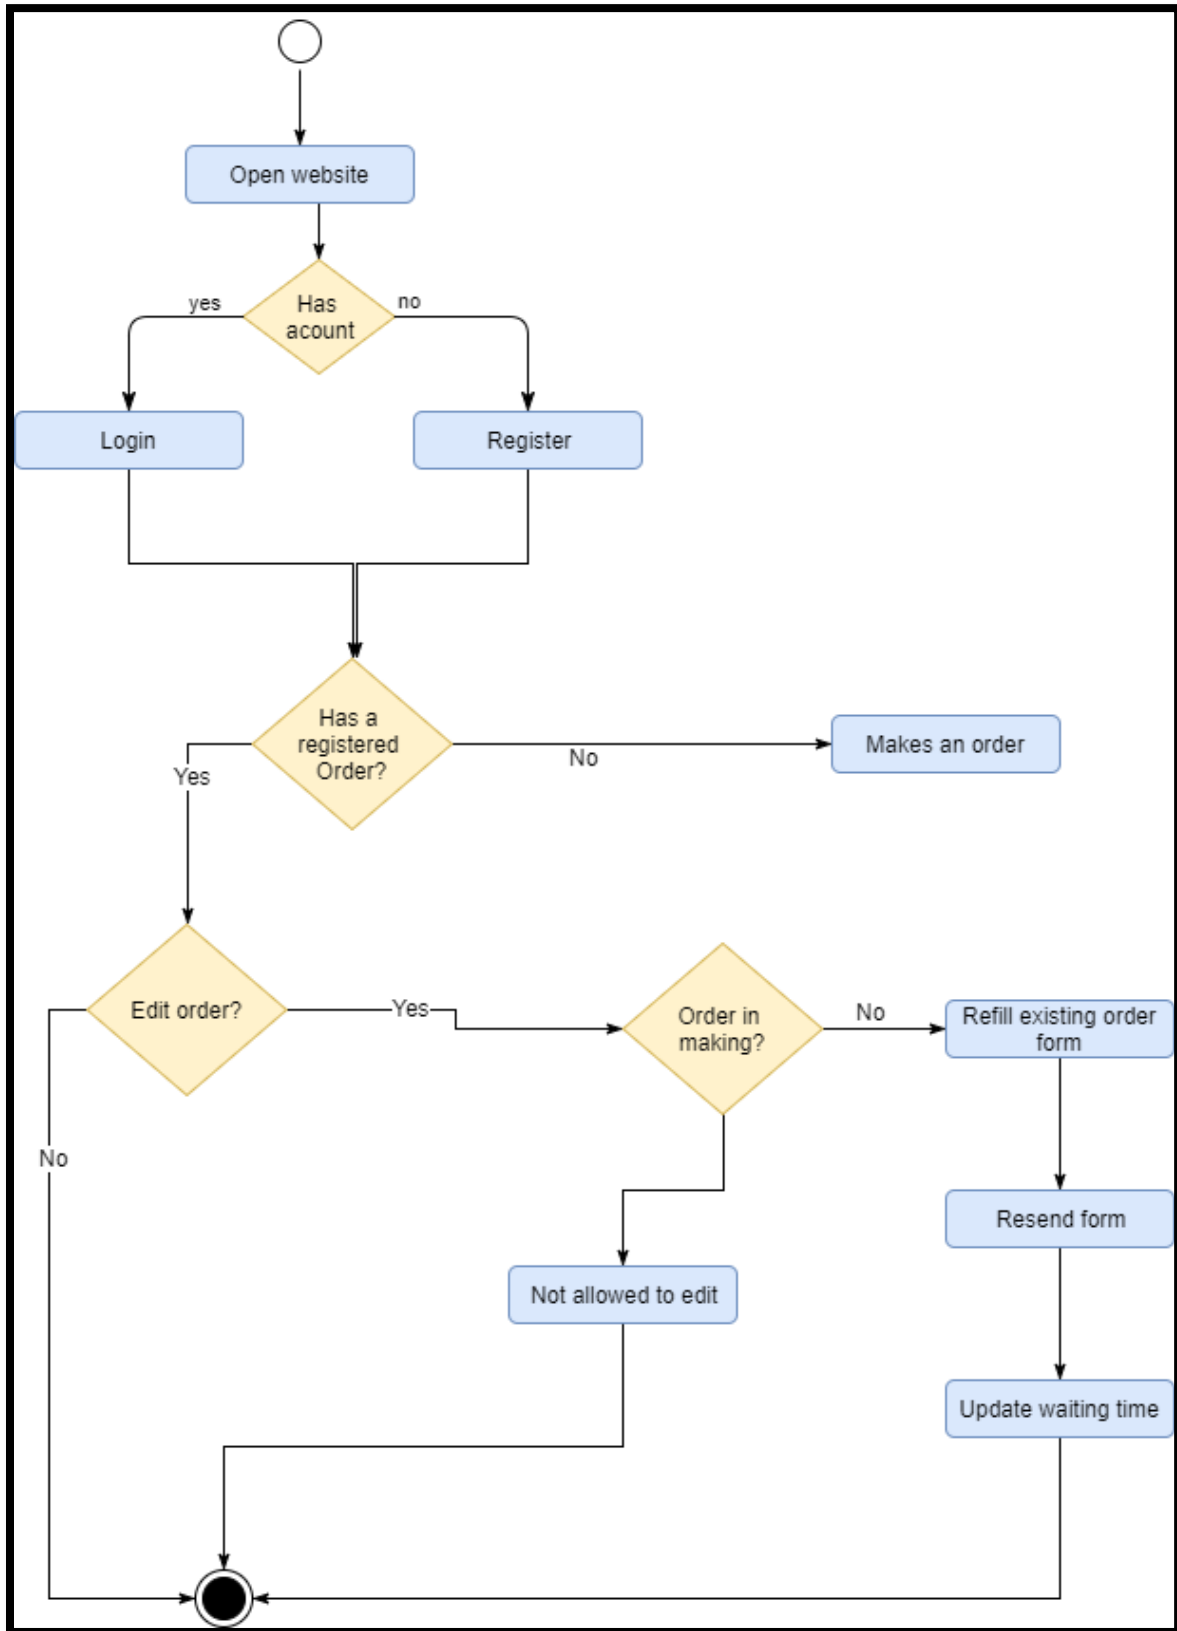 Open website
yes
no
Has
acount
Login
Register
Has a
registered
Order?
Yes
No
Makes an order
Edit order?
Yes
Order in
making?
No
Refill existing order
form
No
Resend form
Not allowed to edit
Update waiting time